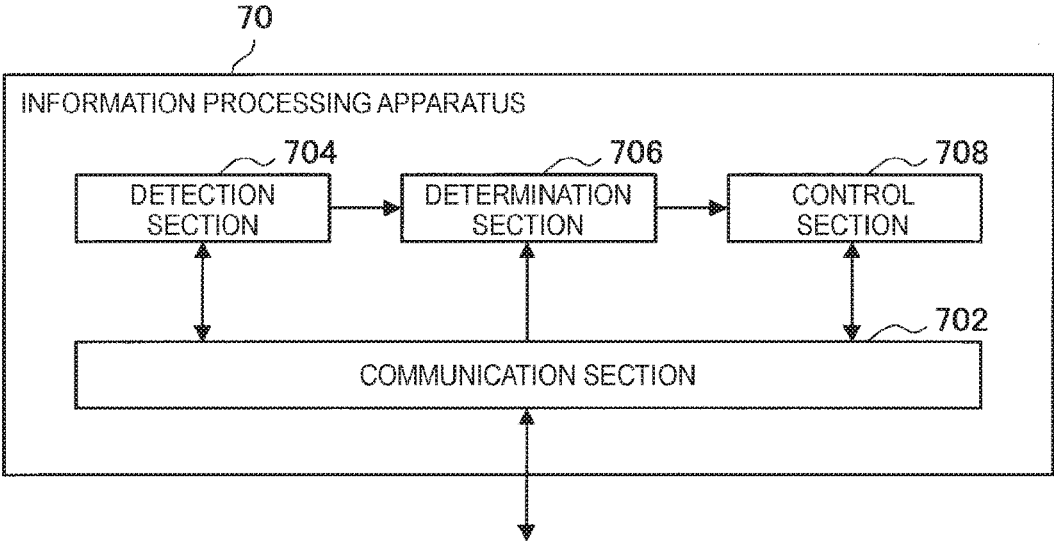 70
INFORMATION PROCESSING APPARATUS
704
706
708
DETECTION
SECTION
DETERMINATION
SECTION
CONTROL
SECTION
702
COMMUNICATION SECTION